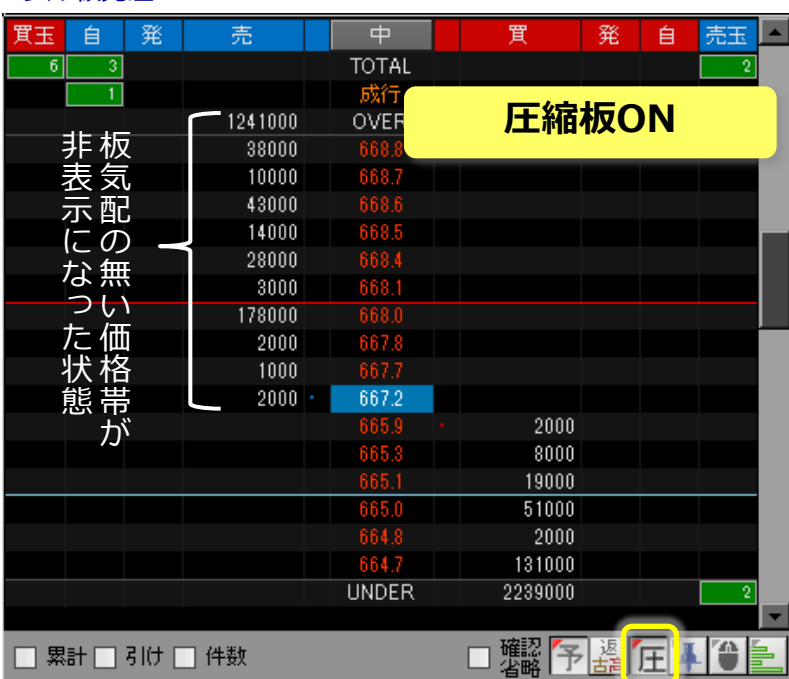 買玉 自 発 売 中 買 発 自 売玉
6 3 TOTAL 2
1 成行
圧縮板ON
1241000 OVER
38000 668.8
10000 668.7
43000 668.6
14000 668.5
28000 668.4
3000 668.1
178000 668.0
2000 667.8
1000 667.7
2000 667.2
665.9 2000
665.3 8000
665.1 19000
665.0 51000
664.8 2000
664.7 131000
UNDER 2239000 2
板気配の無い価格帯が
非表示になった状態
累計 引け 件数 確認省略 予 返古高 圧